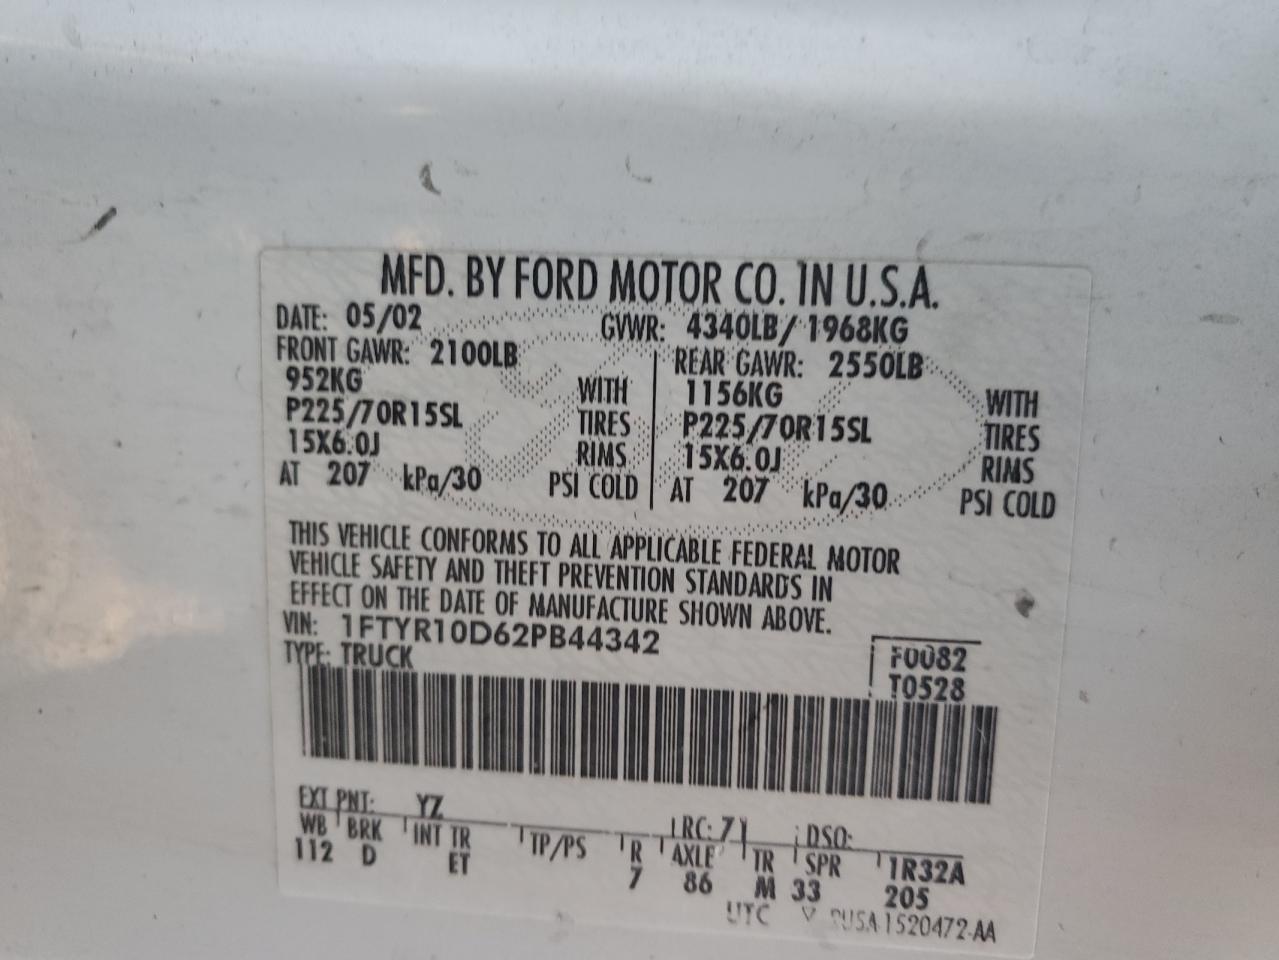 MFD. BY FORD MOTOR CO. IN U.S.A.
DATE: 05/02 GVWR: 4340LB/ 1968KG
FRONT GAWR: 2100LB REAR GAWR: 2550LB
952KG WITH 1156KG WITH
P225/70R15SL TIRES P225/70R15SL TIRES
15X6.0J RIMS 15X6.0J RIMS
AT 207 kPa/30 PSI COLD AT 207 kPa/30 PSI COLD
THIS VEHICLE CONFORMS TO ALL APPLICABLE FEDERAL MOTOR
VEHICLE SAFETY AND THEFT PREVENTION STANDARDS IN
EFFECT ON THE DATE OF MANUFACTURE SHOWN ABOVE.
VIN: 1FTYR10D62PB44342
TYPE: TRUCK F0082
T0528
EXT PNT: YZ RC: 71 DSO:
WB BRK INT TR TP/PS R AXLE TR SPR 1R32A
112 D ET 7 86 M 33 205
UTC 1520472-AA